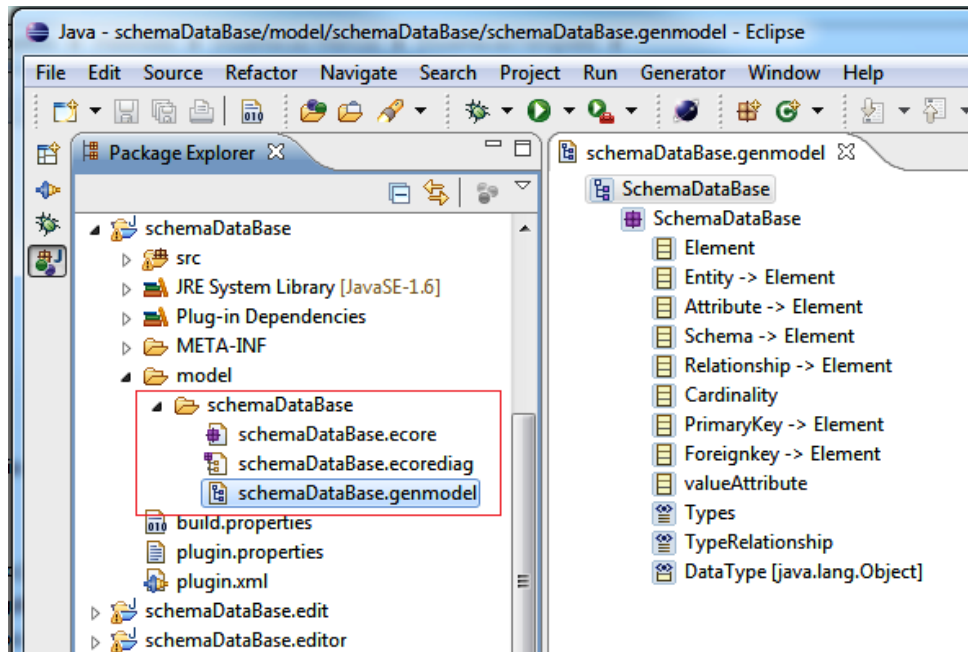 Java - schemaDataBase/model/schemaDataBase/schemaDataBase.genmodel - Eclipse
File Edit Source Refactor Navigate Search Project Run Generator Window Help
010
Package Explorer
schemaDataBase
src
JRE System Library [JavaSE-1.6]
Plug-in Dependencies
META-INF
model
schemaDataBase
schemaDataBase.ecore
schemaDataBase.ecorediag
schemaDataBase.genmodel
build.properties
plugin.properties
plugin.xml
schemaDataBase.edit
schemaDataBase.editor
schemaDataBase.genmodel
SchemaDataBase
SchemaDataBase
Element
Entity -> Element
Attribute -> Element
Schema -> Element
Relationship -> Element
Cardinality
PrimaryKey -> Element
Foreignkey -> Element
valueAttribute
Types
TypeRelationship
DataType [java.lang.Object]